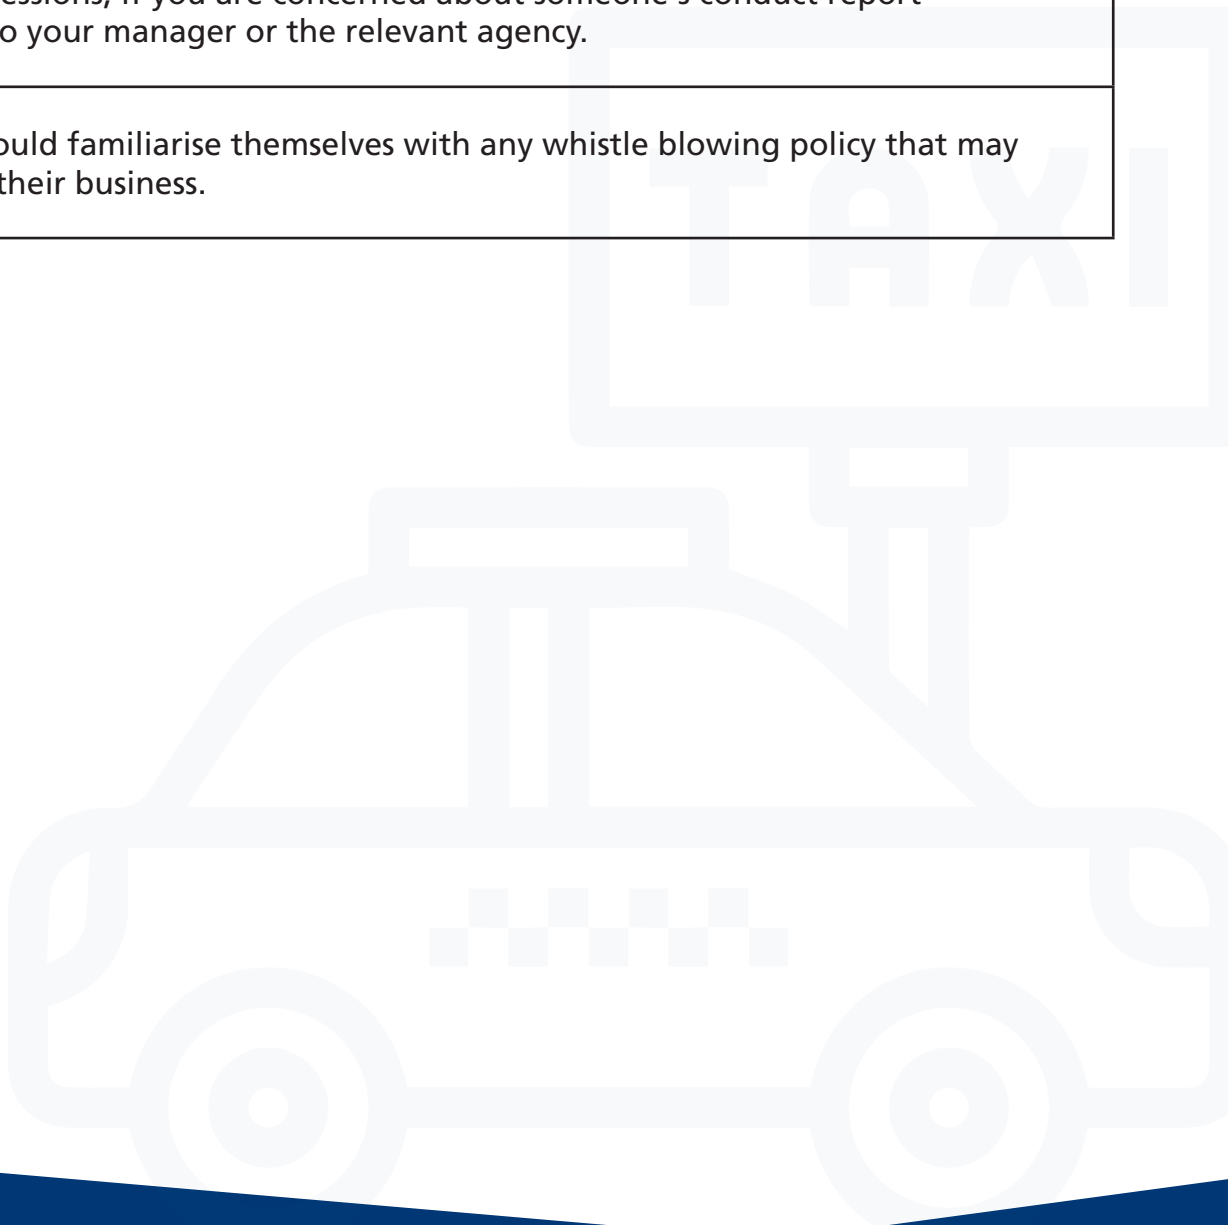 essions, if you are concerned about someone's conduct report
o your manager or the relevant agency.
ould familiarise themselves with any whistle blowing policy that may
their business.
TAXI